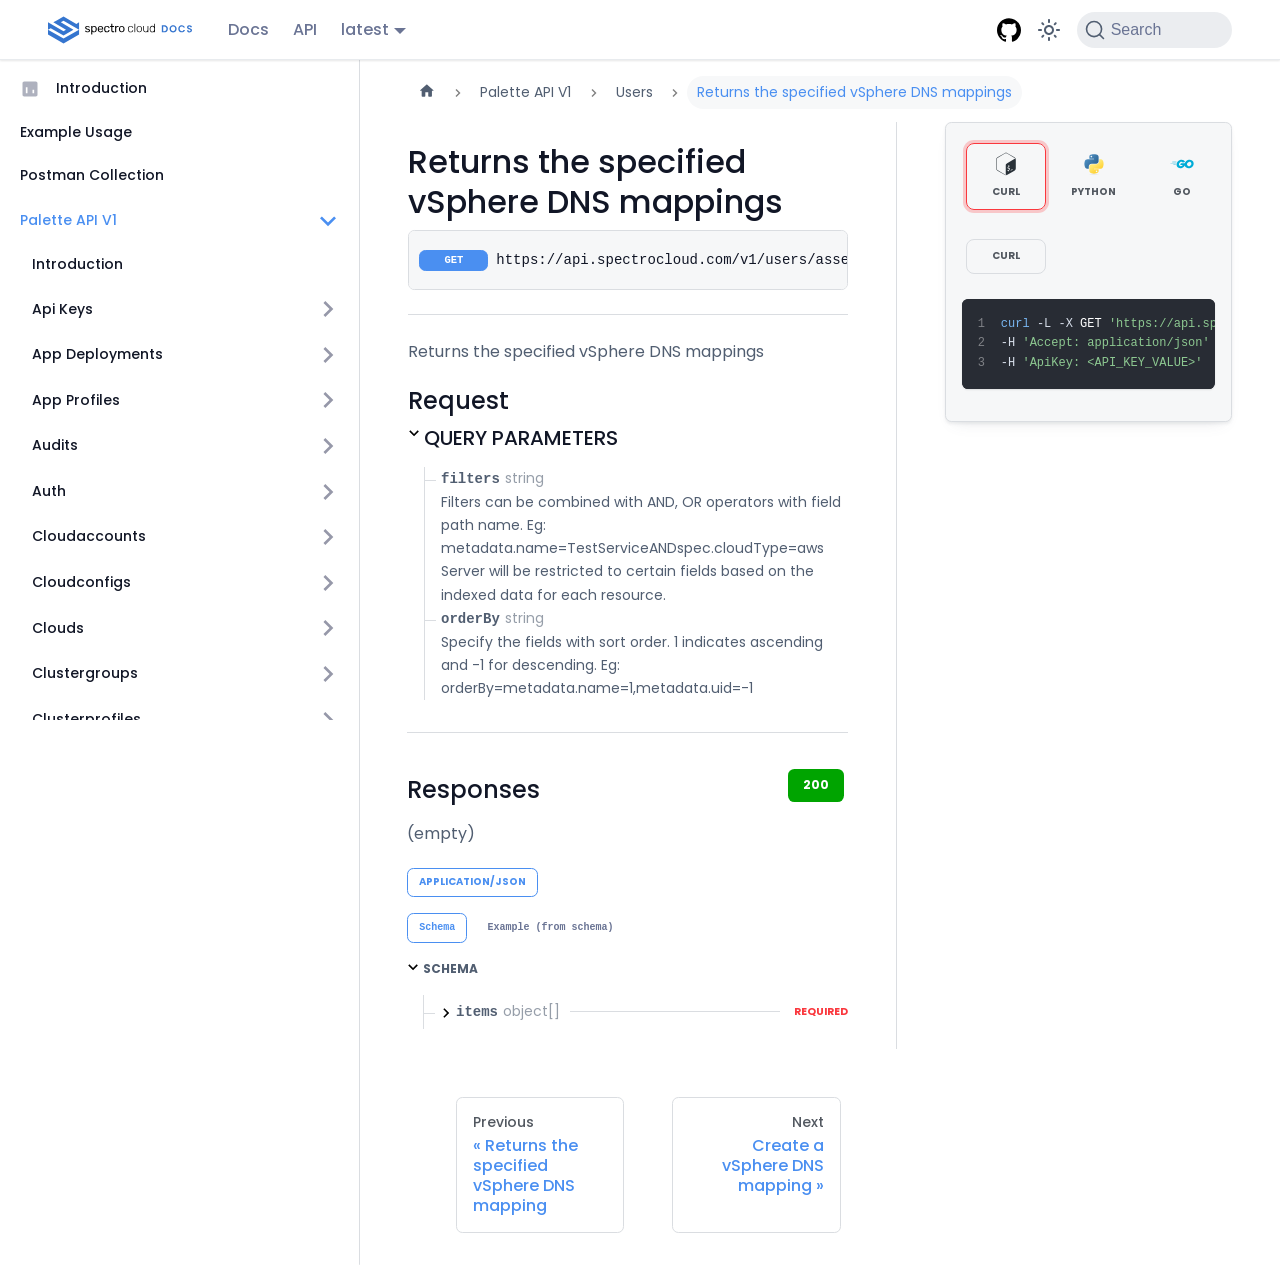 spectro cloud DOCS
Docs
API
latest
Search
Introduction
Example Usage
Postman Collection
Palette API V1
Introduction
Api Keys
App Deployments
App Profiles
Audits
Auth
Cloudaccounts
Cloudconfigs
Clouds
Clustergroups
Clusterprofiles
Palette API V1
Users
Returns the specified vSphere DNS mappings
Returns the specified
vSphere DNS mappings
GET https://api.spectrocloud.com/v1/users/asse
Returns the specified vSphere DNS mappings
Request
QUERY PARAMETERS
filters string
Filters can be combined with AND, OR operators with field
path name. Eg:
metadata.name=TestServiceANDspec.cloudType=aws
Server will be restricted to certain fields based on the
indexed data for each resource.
orderBy string
Specify the fields with sort order. 1 indicates ascending
and -1 for descending. Eg:
orderBy=metadata.name=1,metadata.uid=-1
Responses
200
(empty)
APPLICATION/JSON
Schema
Example (from schema)
SCHEMA
items object[]
REQUIRED
CURL
PYTHON
GO
CURL
1 curl -L -X GET 'https://api.sp
2 -H 'Accept: application/json'
3 -H 'ApiKey: <API_KEY_VALUE>'
Previous
« Returns the
specified
vSphere DNS
mapping
Next
Create a
vSphere DNS
mapping »